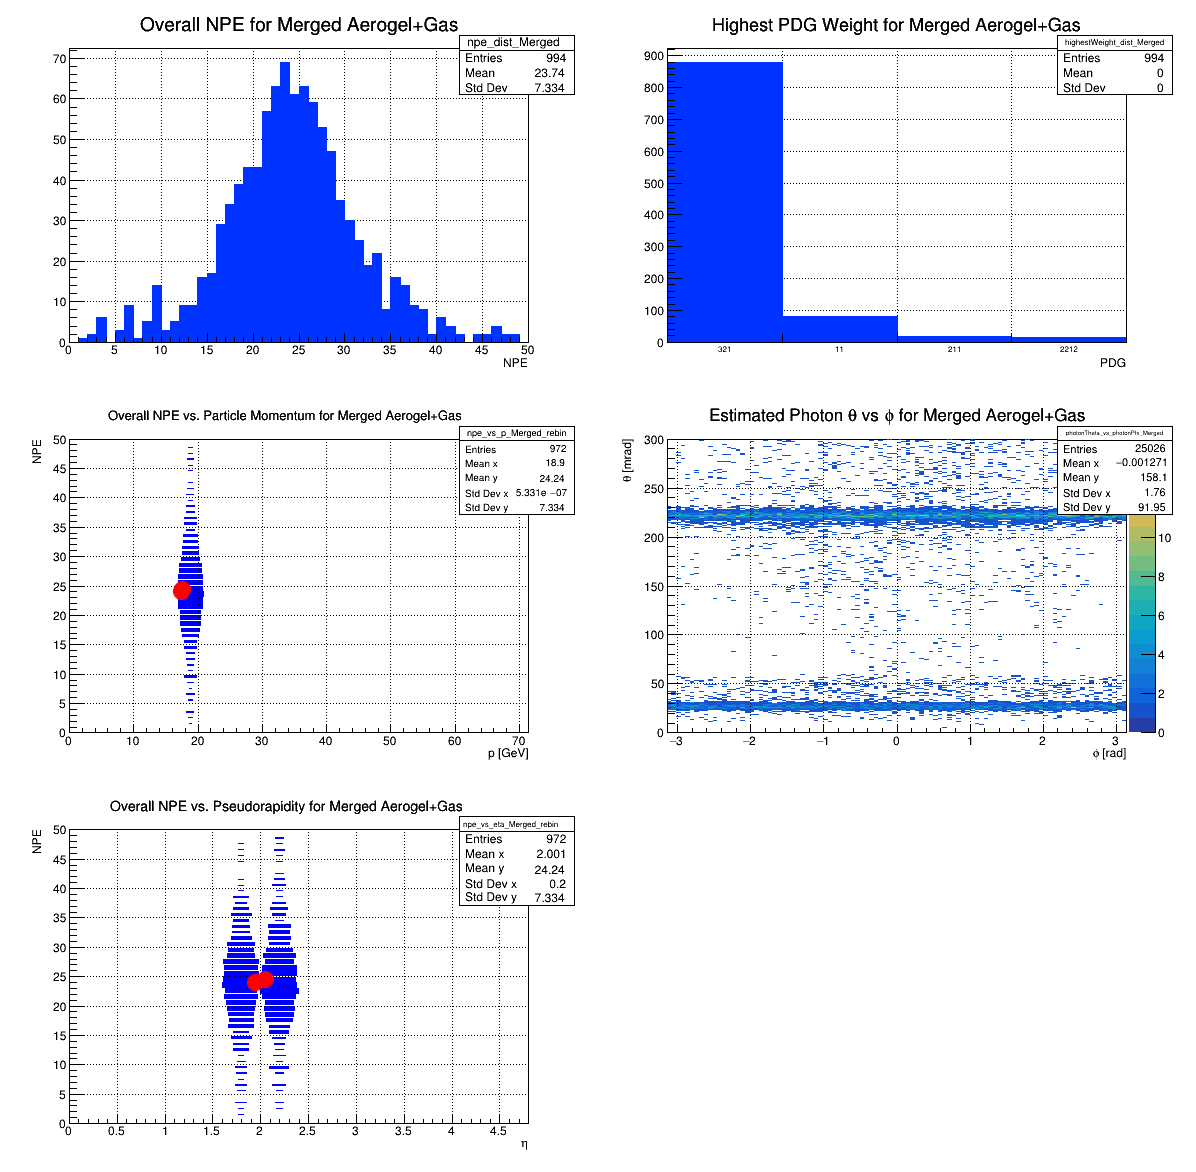 Overall NPE for Merged Aerogel+Gas
npe_dist_Merged
Entries 994
Mean 23.74
Std Dev 7.334
70
60
50
40
30
20
10
0
0 5 10 15 20 25 30 35 40 45 50
NPE
Highest PDG Weight for Merged Aerogel+Gas
highestWeight_dist_Merged
Entries 994
Mean 0
Std Dev 0
900
800
700
600
500
400
300
200
100
0
321 11 211 2212
PDG
Overall NPE vs. Particle Momentum for Merged Aerogel+Gas
npe_vs_p_Merged_rebin
Entries 972
Mean x 18.9
Mean y 24.24
Std Dev x 5.331e −07
Std Dev y 7.334
NPE
50
45
40
35
30
25
20
15
10
5
0
0 10 20 30 40 50 60 70
p [GeV]
Estimated Photon θ vs ϕ for Merged Aerogel+Gas
photonTheta_vs_photonPhi_Merged
Entries 25026
Mean x −0.001271
Mean y 158.1
Std Dev x 1.76
Std Dev y 91.95
θ [mrad]
300
250
200
150
100
50
0
−3 −2 −1 0 1 2 3
ϕ [rad]
10
8
6
4
2
0
Overall NPE vs. Pseudorapidity for Merged Aerogel+Gas
npe_vs_eta_Merged_rebin
Entries 972
Mean x 2.001
Mean y 24.24
Std Dev x 0.2
Std Dev y 7.334
NPE
50
45
40
35
30
25
20
15
10
5
0
0 0.5 1 1.5 2 2.5 3 3.5 4 4.5
η